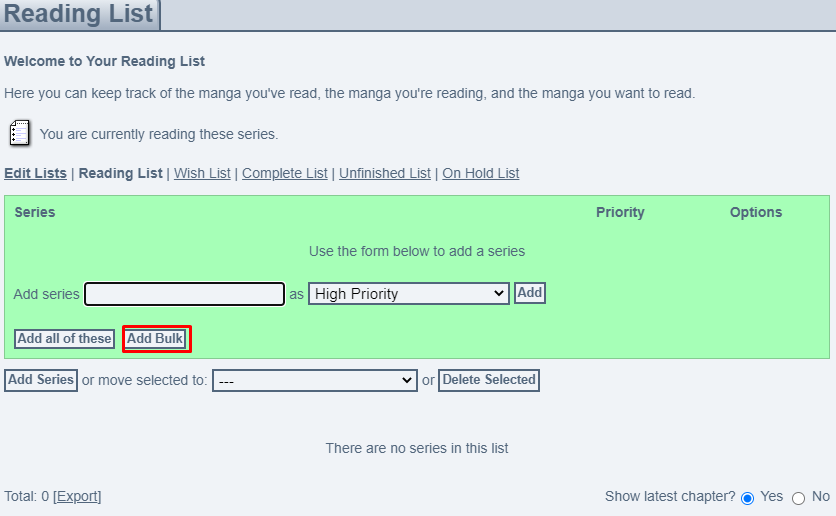 Reading List
Welcome to Your Reading List
Here you can keep track of the manga you've read, the manga you're reading, and the manga you want to read.
You are currently reading these series.
Edit Lists | Reading List | Wish List | Complete List | Unfinished List | On Hold List
Series Priority Options
Use the form below to add a series
Add series as High Priority Add
Add all of these Add Bulk
Add Series or move selected to: --- or Delete Selected
There are no series in this list
Total: 0 [Export] Show latest chapter? Yes No